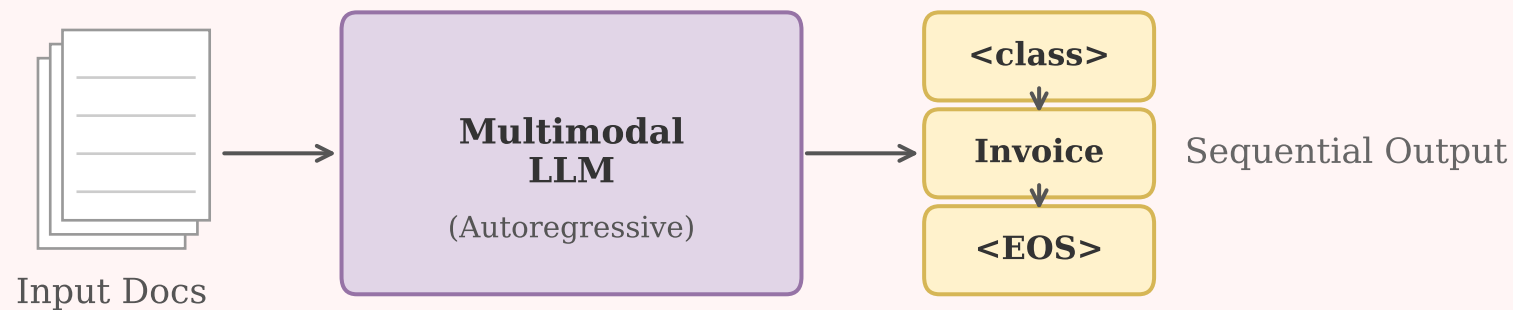 Input Docs
Multimodal
LLM
(Autoregressive)
<class>
Invoice
<EOS>
Sequential Output